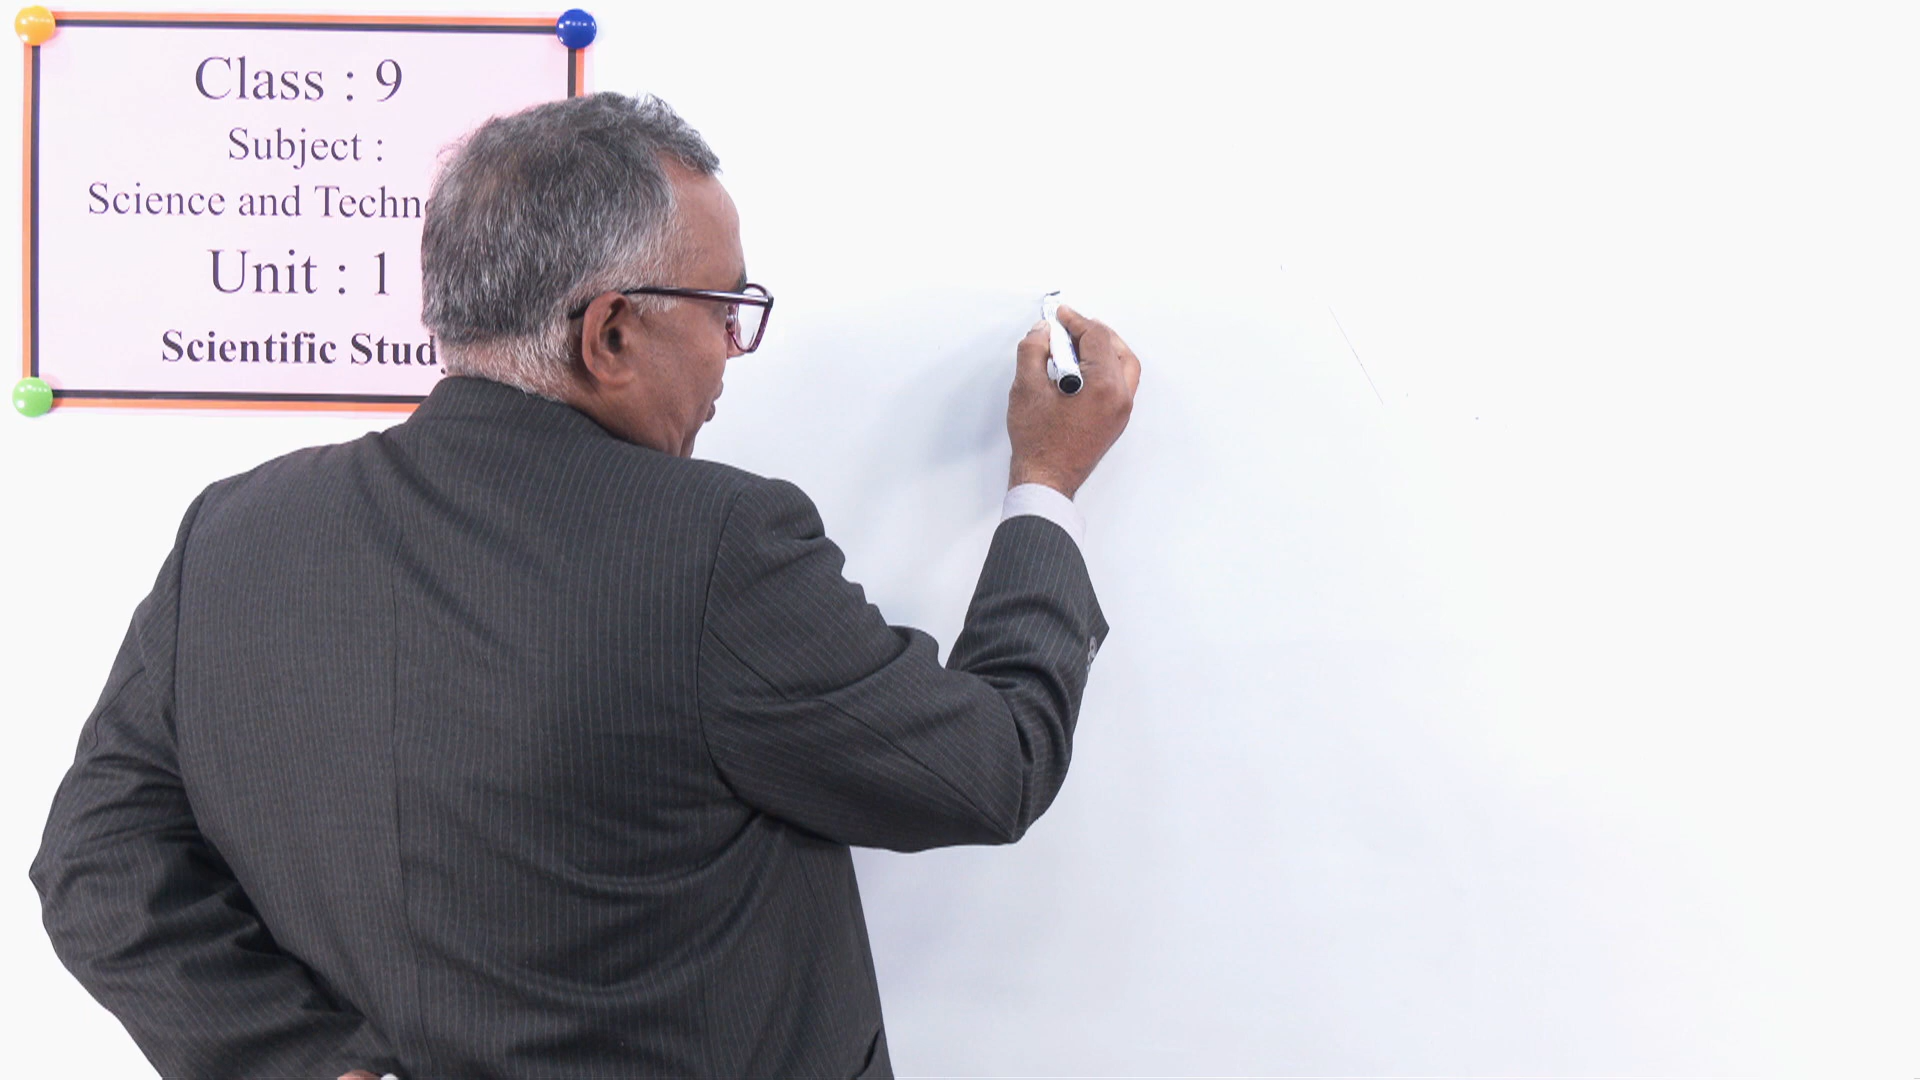 Class : 9
Subject :
Science and Techn
Unit : 1
Scientific Stud